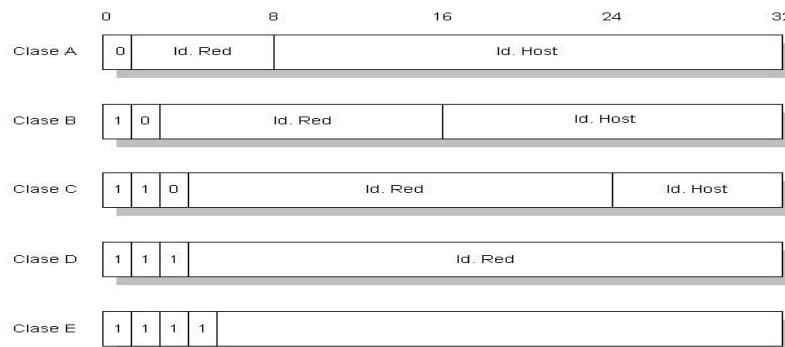 0 8 16 24 32
Clase A 0 Id. Red Id. Host
Clase B 1 0 Id. Red Id. Host
Clase C 1 1 0 Id. Red Id. Host
Clase D 1 1 1 Id. Red
Clase E 1 1 1 1